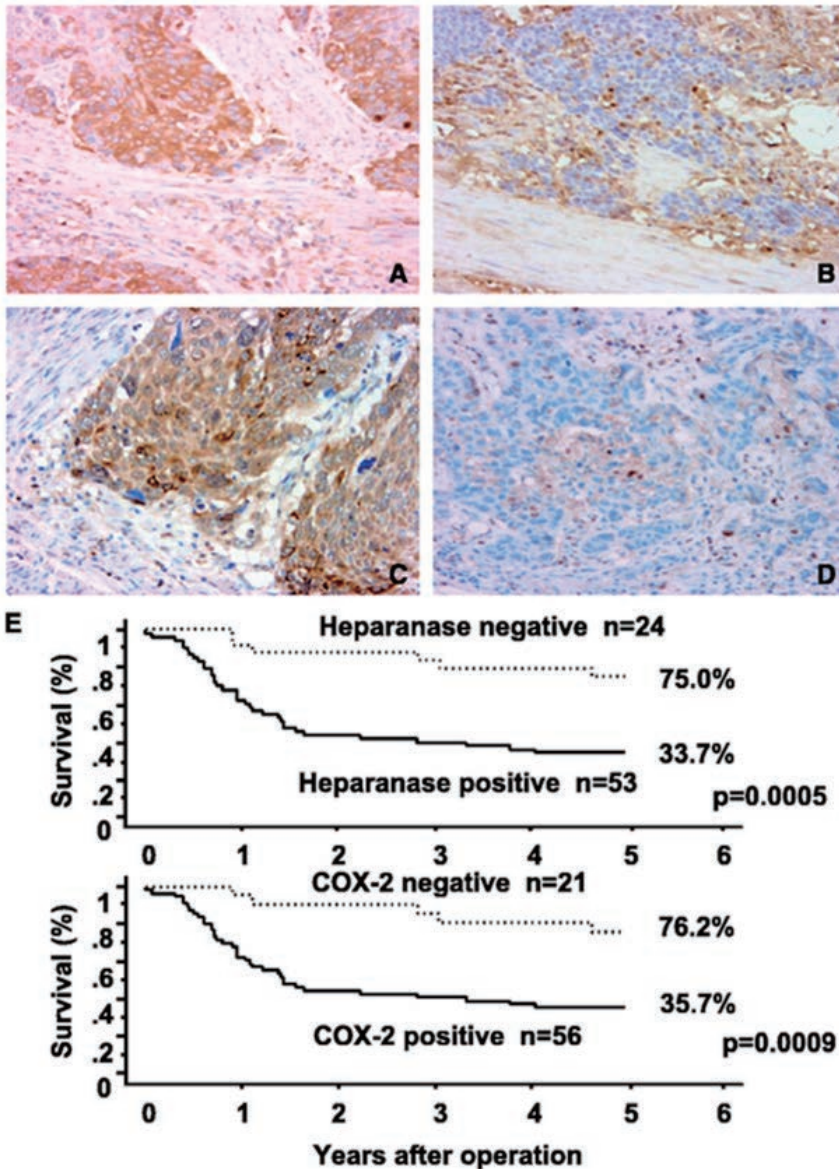 A
B
C
D
E
Survival (%)
1
.8
.6
.4
.2
0
Heparanase negative n=24
75.0%
33.7%
Heparanase positive n=53
p=0.0005
0 1 2 3 4 5 6
Survival (%)
1
.8
.6
.4
.2
0
COX-2 negative n=21
76.2%
35.7%
COX-2 positive n=56
p=0.0009
0 1 2 3 4 5 6
Years after operation